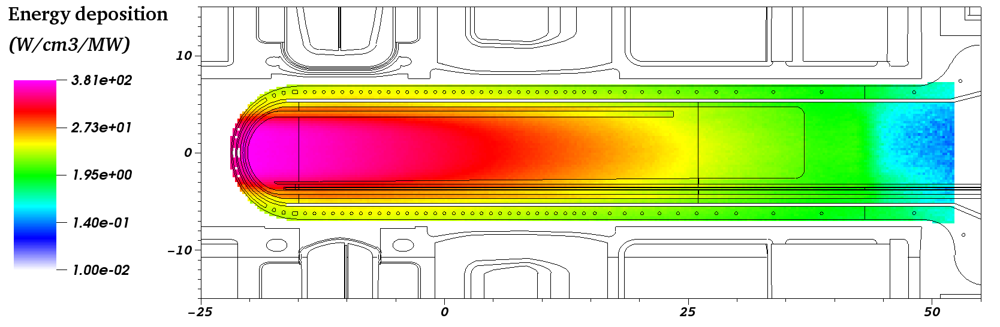 Energy deposition
(W/cm3/MW)
3.81e+02
2.73e+01
1.95e+00
1.40e-01
1.00e-02
10
0
−10
−25 0 25 50